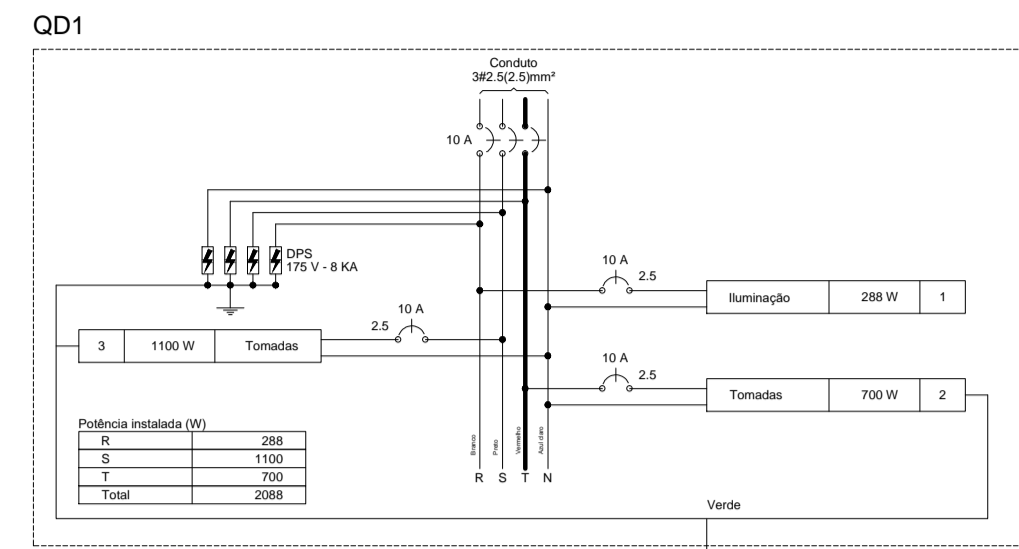 QD1
Conduto
3#2.5(2.5)mm²
10 A
DPS
175 V - 8 KA
10 A
2.5
Iluminação 288 W 1
10 A
2.5
3 1100 W Tomadas
10 A
2.5
Tomadas 700 W 2
Potência instalada (W)
R 288
S 1100
T 700
Total 2088
Branco
Preto
Vermelho
Azul claro
R S T N
Verde